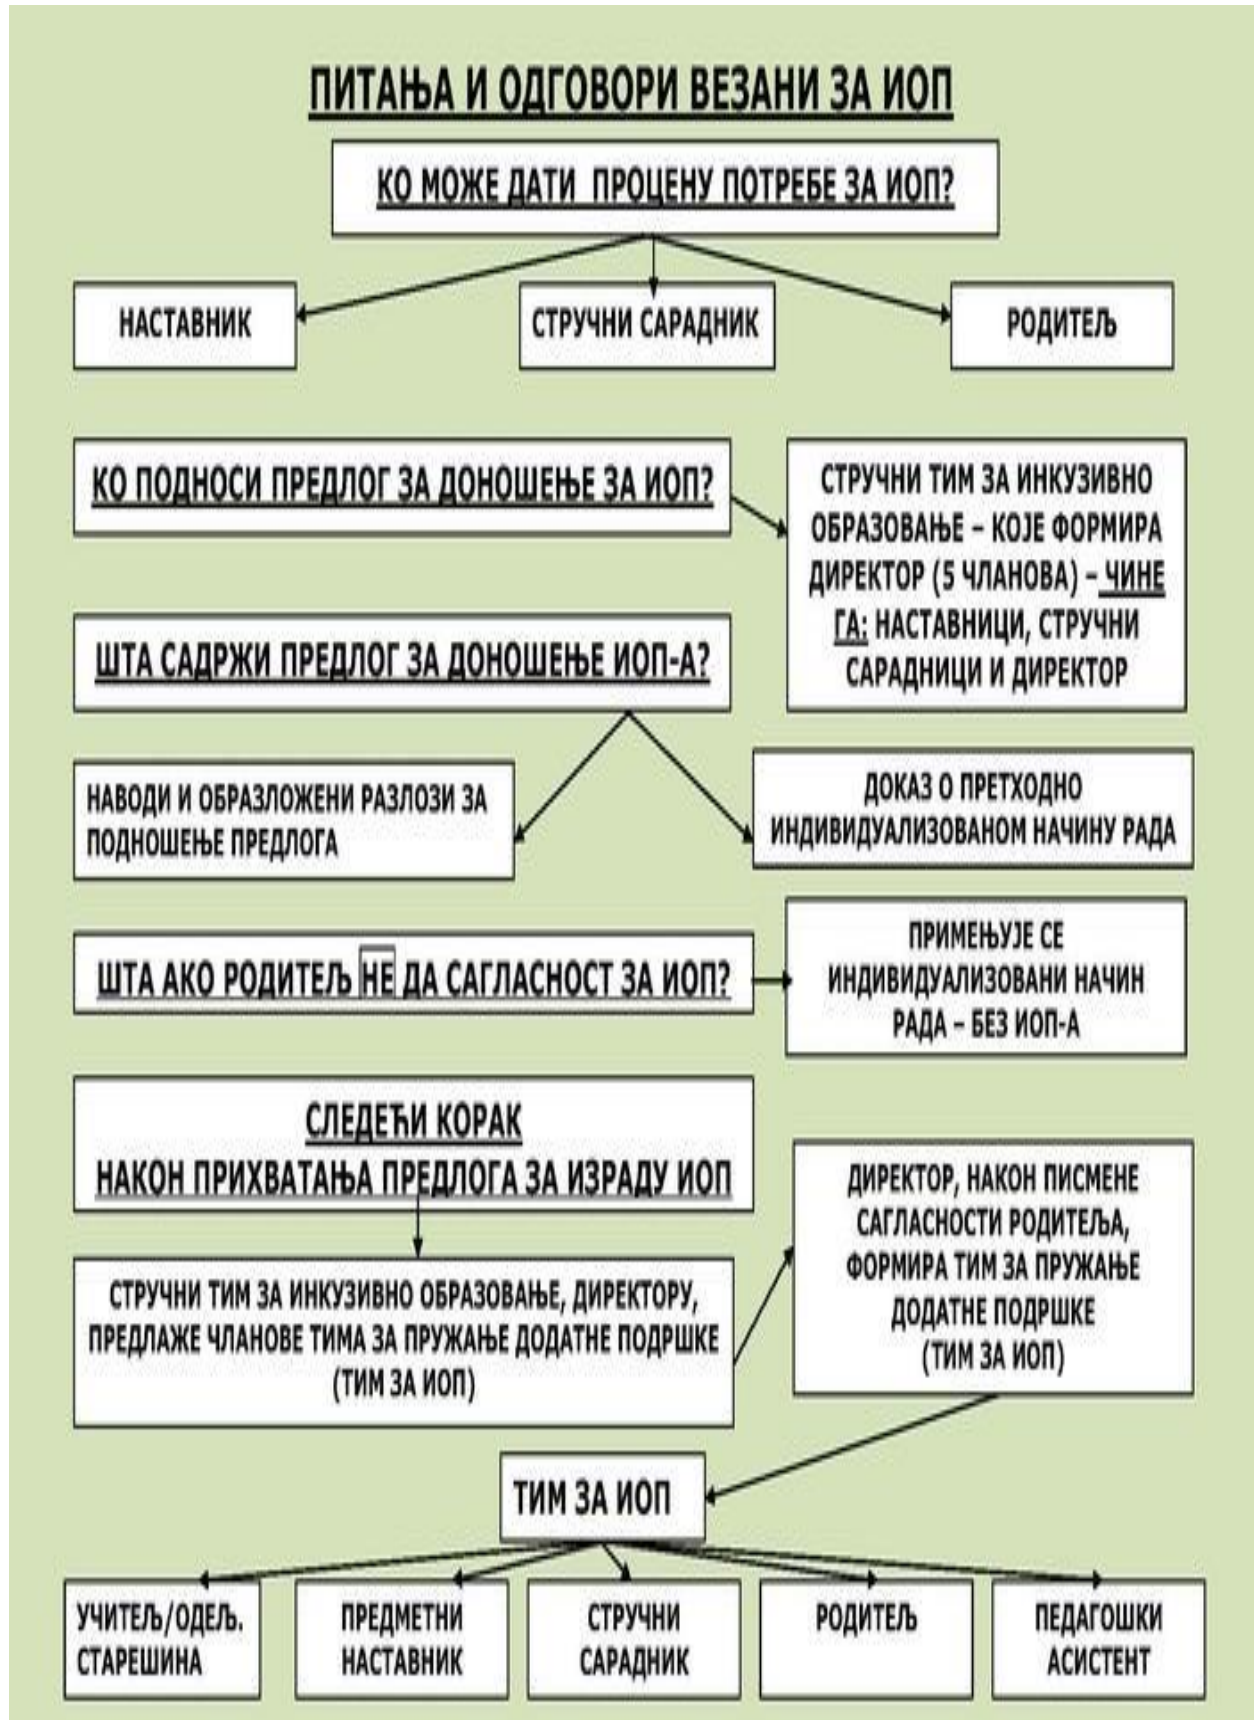 ПИТАЊА И ОДГОВОРИ ВЕЗАНИ ЗА ИОП
КО МОЖЕ ДАТИ ПРОЦЕНУ ПОТРЕБЕ ЗА ИОП?
НАСТАВНИК
СТРУЧНИ САРАДНИК
РОДИТЕЉ
КО ПОДНОСИ ПРЕДЛОГ ЗА ДОНОШЕЊЕ ЗА ИОП?
СТРУЧНИ ТИМ ЗА ИНКУЗИВНО
ОБРАЗОВАЊЕ – КОЈЕ ФОРМИРА
ДИРЕКТОР (5 ЧЛАНОВА) – ЧИНЕ
ГА: НАСТАВНИЦИ, СТРУЧНИ
САРАДНИЦИ И ДИРЕКТОР
ШТА САДРЖИ ПРЕДЛОГ ЗА ДОНОШЕЊЕ ИОП-А?
НАВОДИ И ОБРАЗЛОЖЕНИ РАЗЛОЗИ ЗА
ПОДНОШЕЊЕ ПРЕДЛОГА
ДОКАЗ О ПРЕТХОДНО
ИНДИВИДУАЛИЗОВАНОМ НАЧИНУ РАДА
ШТА АКО РОДИТЕЉ НЕ ДА САГЛАСНОСТ ЗА ИОП?
ПРИМЕЊУЈЕ СЕ
ИНДИВИДУАЛИЗОВАНИ НАЧИН
РАДА – БЕЗ ИОП-А
СЛЕДЕЋИ КОРАК
НАКОН ПРИХВАТАЊА ПРЕДЛОГА ЗА ИЗРАДУ ИОП
СТРУЧНИ ТИМ ЗА ИНКУЗИВНО ОБРАЗОВАЊЕ, ДИРЕКТОРУ,
ПРЕДЛАЖЕ ЧЛАНОВЕ ТИМА ЗА ПРУЖАЊЕ ДОДАТНЕ ПОДРШКЕ
(ТИМ ЗА ИОП)
ДИРЕКТОР, НАКОН ПИСМЕНЕ
САГЛАСНОСТИ РОДИТЕЉА,
ФОРМИРА ТИМ ЗА ПРУЖАЊЕ
ДОДАТНЕ ПОДРШКЕ
(ТИМ ЗА ИОП)
ТИМ ЗА ИОП
УЧИТЕЉ/ОДЕЉ.
СТАРЕШИНА
ПРЕДМЕТНИ
НАСТАВНИК
СТРУЧНИ
САРАДНИК
РОДИТЕЉ
ПЕДАГОШКИ
АСИСТЕНТ